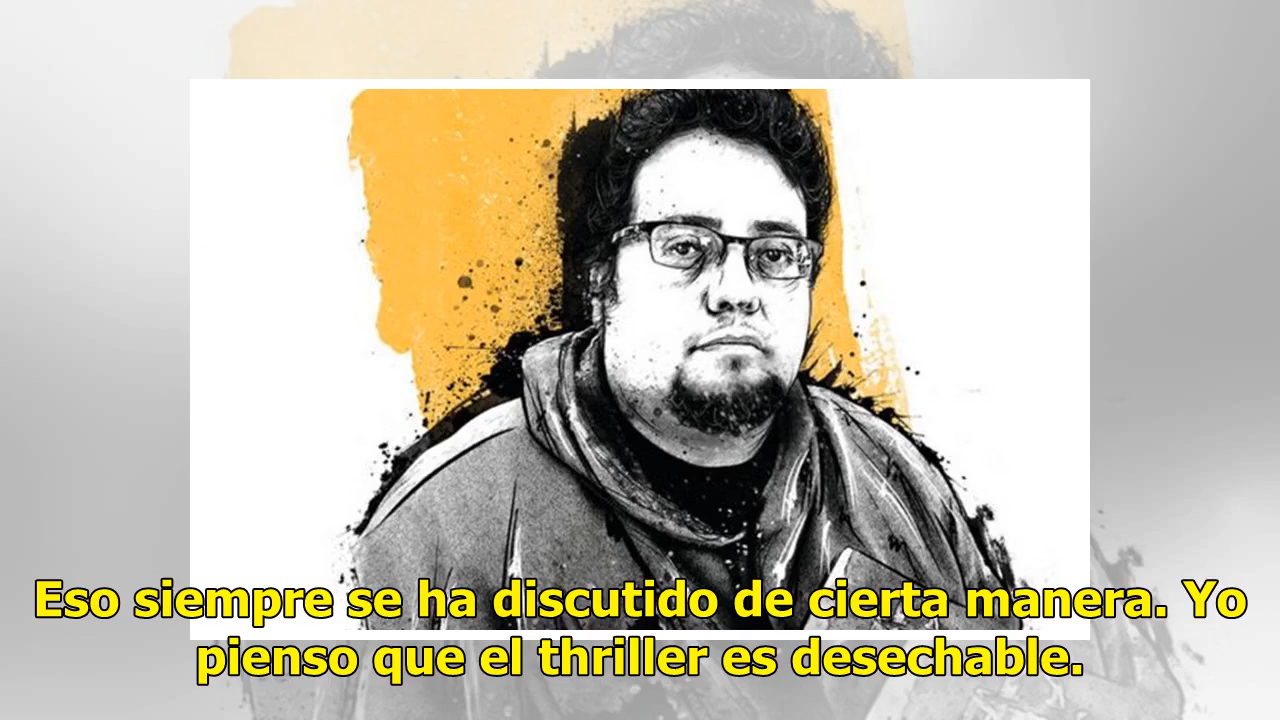 Eso siempre se ha discutido de cierta manera. Yo
pienso que el thriller es desechable.